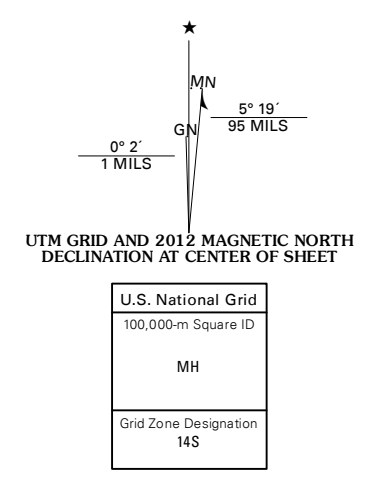 ★
MN
5° 19´
95 MILS
GN
0° 2´
1 MILS
UTM GRID AND 2012 MAGNETIC NORTH
DECLINATION AT CENTER OF SHEET
U.S. National Grid
100,000-m Square ID
MH
Grid Zone Designation
14S